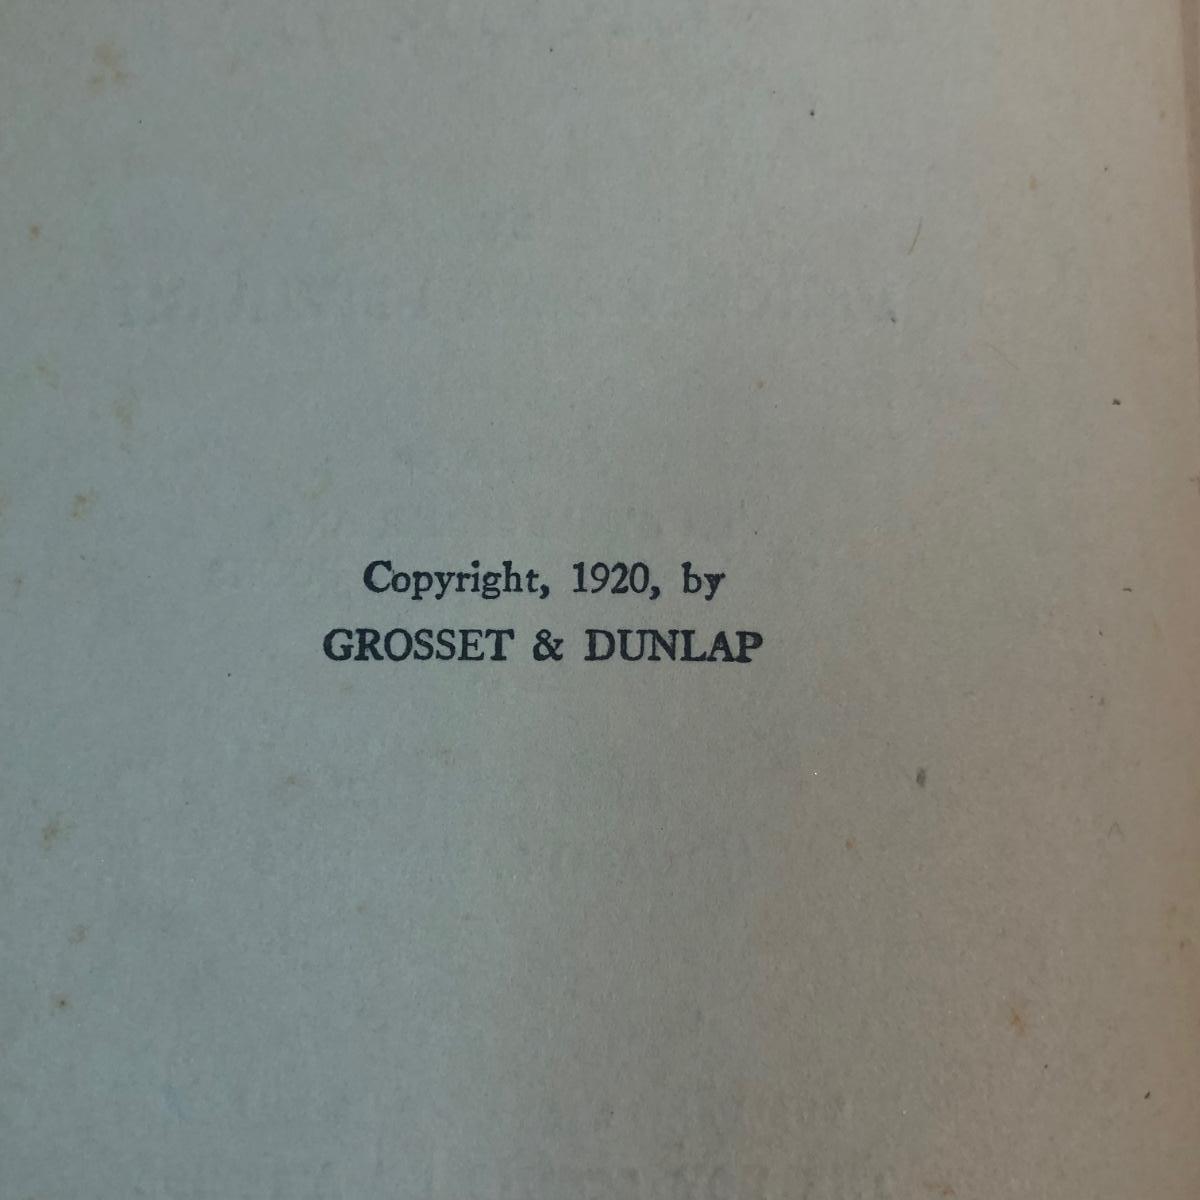 Copyright, 1920, by
GROSSET & DUNLAP